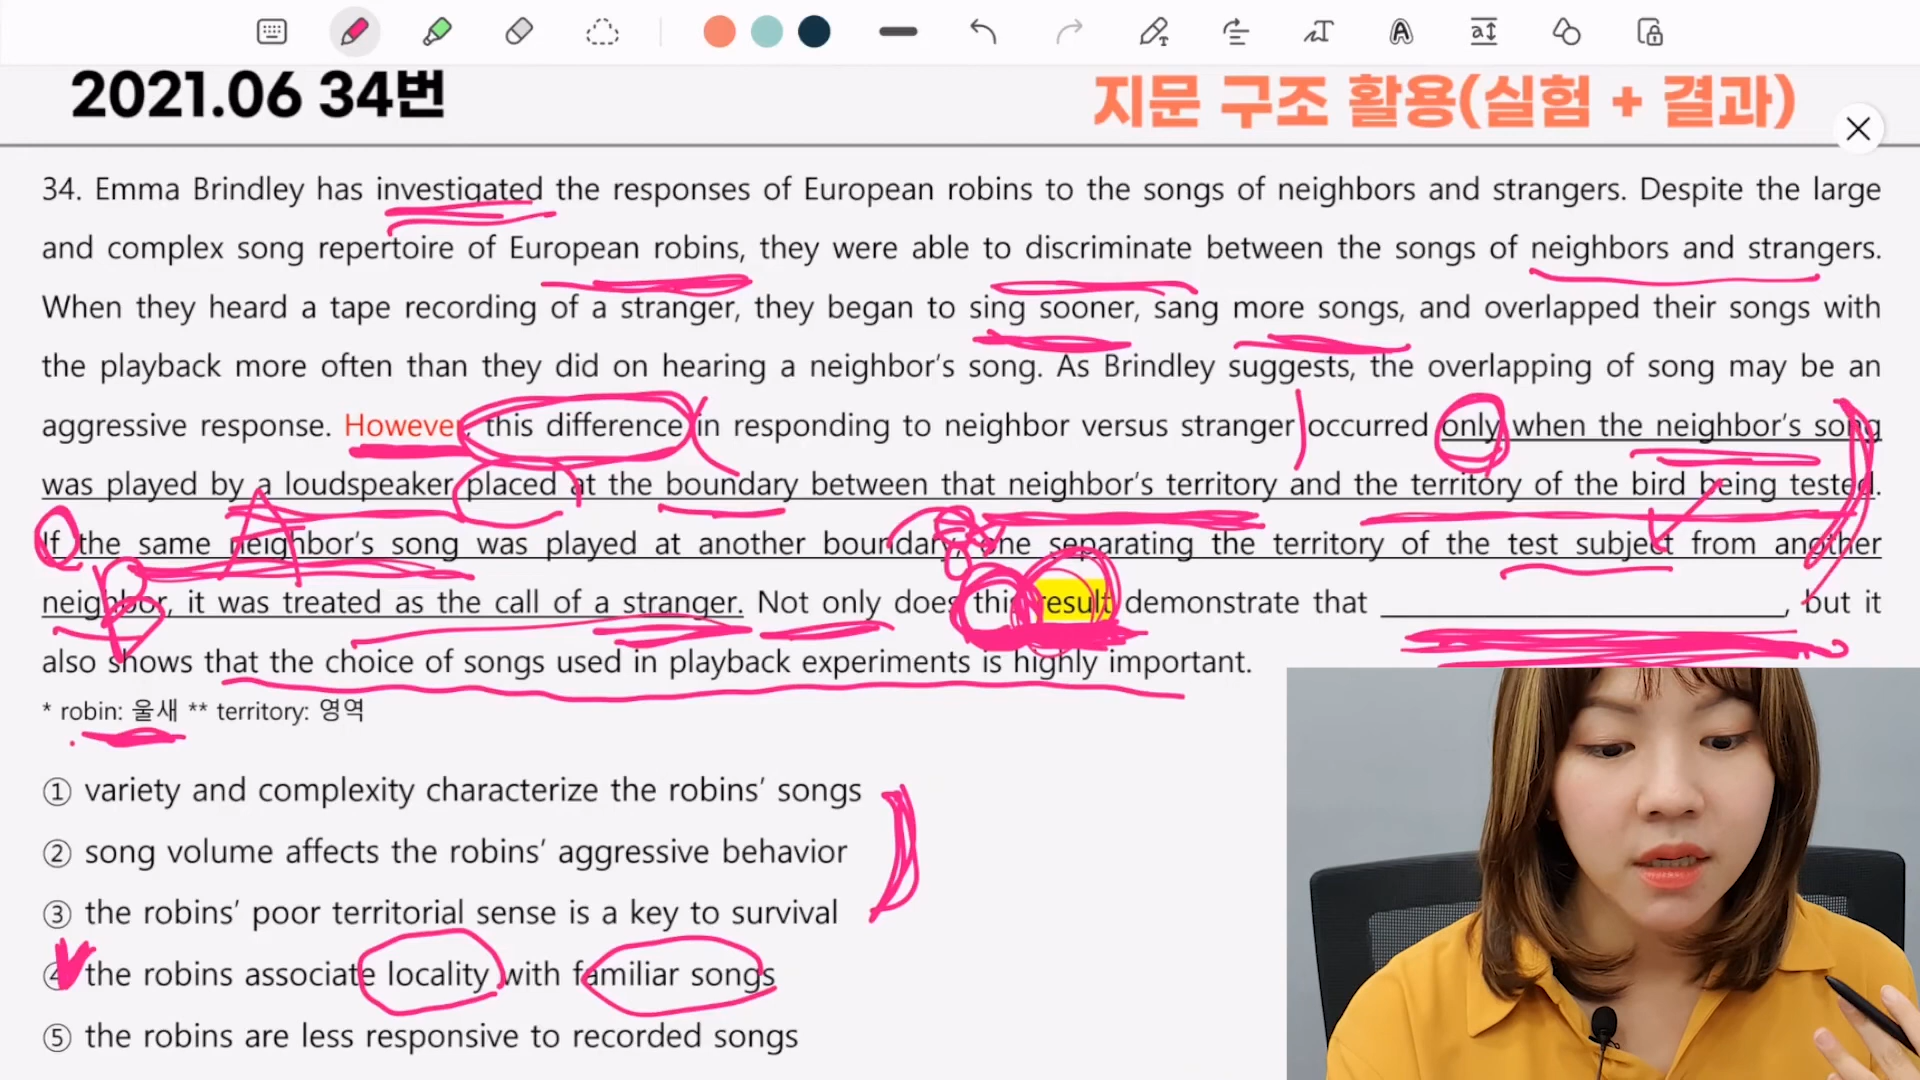 2021.06 34번
지문 구조 활용(실험 + 결과)
34. Emma Brindley has investigated the responses of European robins to the songs of neighbors and strangers. Despite the large
and complex song repertoire of European robins, they were able to discriminate between the songs of neighbors and strangers.
When they heard a tape recording of a stranger, they began to sing sooner, sang more songs, and overlapped their songs with
the playback more often than they did on hearing a neighbor's song. As Brindley suggests, the overlapping of song may be an
aggressive response. However, this difference in responding to neighbor versus stranger occurred only when the neighbor's song
was played by a loudspeaker placed at the boundary between that neighbor's territory and the territory of the bird being tested.
If the same neighbor's song was played at another boundary, one separating the territory of the test subject from another
neighbor, it was treated as the call of a stranger. Not only does this result demonstrate that ____________________, but it
also shows that the choice of songs used in playback experiments is highly important.
* robin: 울새 ** territory: 영역
① variety and complexity characterize the robins' songs
② song volume affects the robins' aggressive behavior
③ the robins' poor territorial sense is a key to survival
④ the robins associate locality with familiar songs
⑤ the robins are less responsive to recorded songs